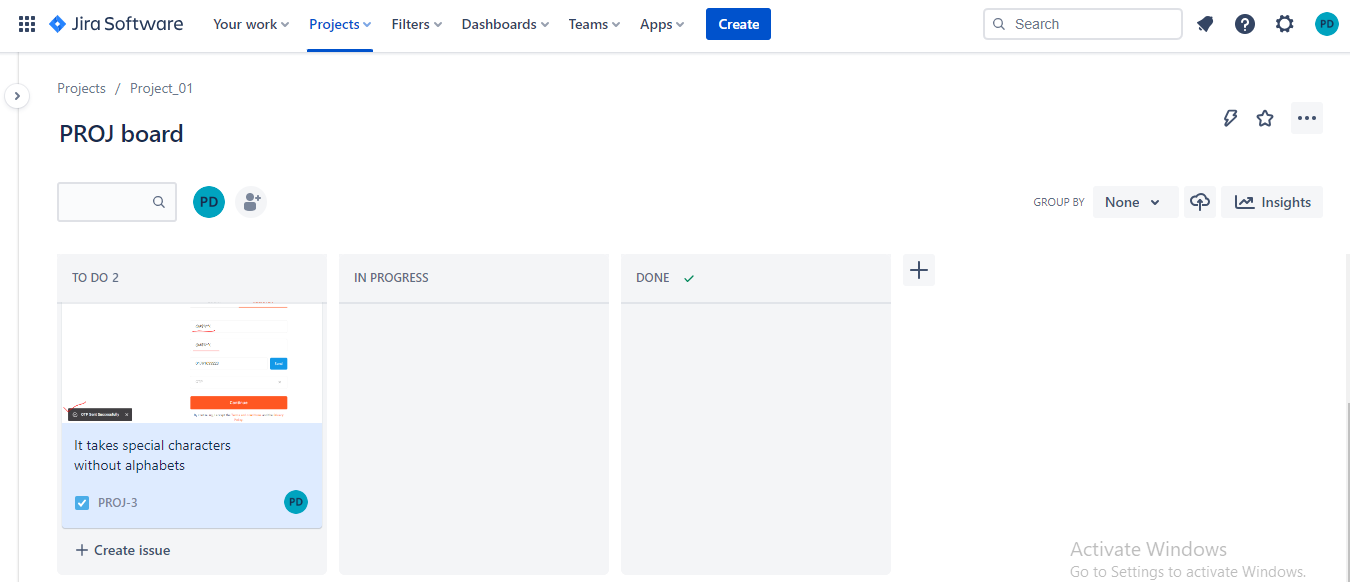 Jira Software
Your work Projects Filters Dashboards Teams Apps Create
Search
PD
Projects / Project_01
PROJ board
PD
GROUP BY None Insights
TO DO 2
IN PROGRESS
DONE
Continue
OTP Sent Successfully
It takes special characters
without alphabets
PROJ-3
PD
+ Create issue
Activate Windows
Go to Settings to activate Windows.